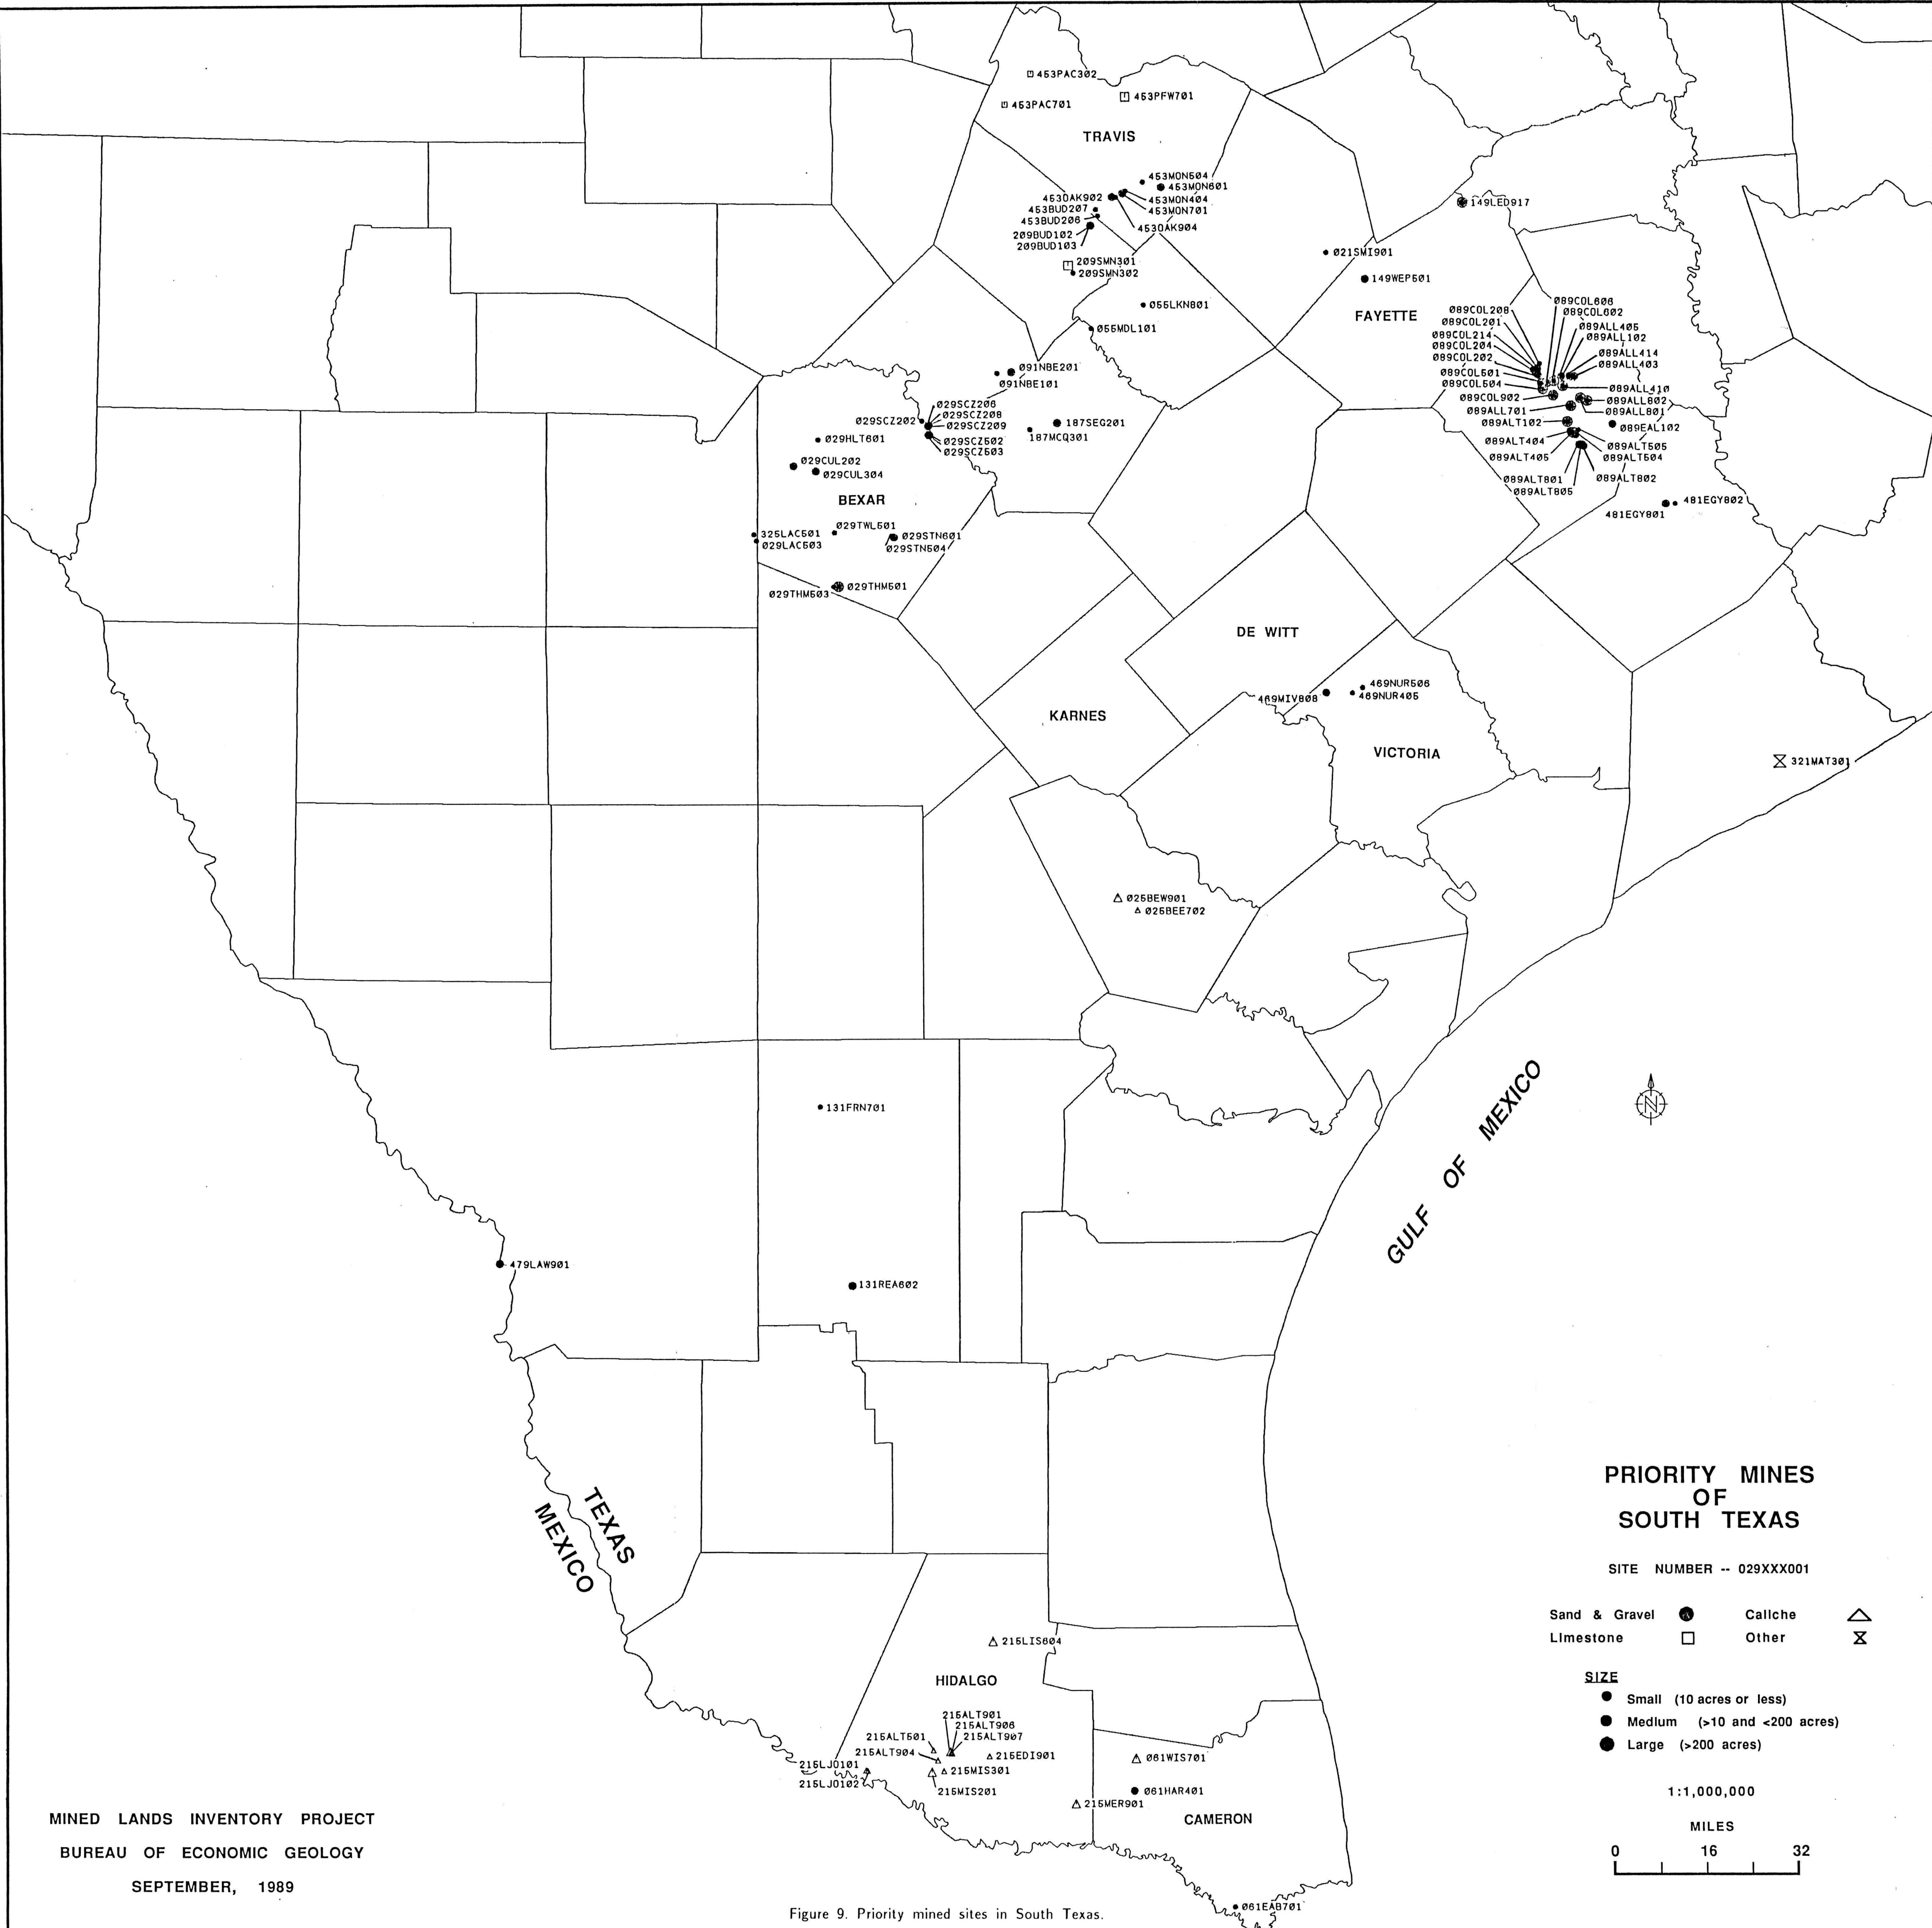 453PAC302
453PAC701
453PFW701
TRAVIS
453MON504
453MON601
453OAK902
453MON404
453BUD207
453MON701
453BUD206
453OAK904
209BUD102
209BUD103
209SMN301
209SMN302
055LKN801
055MDL101
149LED917
021SMI901
149WEP501
FAYETTE
089COL606
089COL208
089COL602
089COL201
089ALL405
089COL214
089ALL102
089COL204
089ALL414
089COL202
089ALL403
089COL501
089COL504
089ALL410
089COL902
089ALL802
089ALL701
089ALL801
089ALT102
089EAL102
089ALT404
089ALT505
089ALT405
089ALT504
089ALT801
089ALT802
089ALT805
481EGY802
481EGY801
091NBE201
091NBE101
029SCZ206
029SCZ208
029SCZ202
029SCZ209
029SCZ502
029SCZ503
187SEG201
187MCQ301
029HLT601
029CUL202
029CUL304
BEXAR
325LAC501
029LAC503
029TWL501
029STN601
029STN504
029THM501
029THM503
DE WITT
469NUR506
469MIV808
469NUR405
KARNES
VICTORIA
321MAT301
025BEW901
025BEE702
131FRN701
GULF OF MEXICO
N
479LAW901
131REA602
TEXAS
MEXICO
215LIS604
HIDALGO
215ALT901
215ALT906
215ALT501
215ALT907
215ALT904
215EDI901
215LJO101
215MIS301
215LJO102
215MIS201
061WIS701
061HAR401
215MER901
CAMERON
061EAB701
PRIORITY MINES
OF
SOUTH TEXAS
SITE NUMBER -- 029XXX001
Sand & Gravel Caliche
Limestone Other
SIZE
Small (10 acres or less)
Medium (>10 and <200 acres)
Large (>200 acres)
1:1,000,000
MILES
0 16 32
MINED LANDS INVENTORY PROJECT
BUREAU OF ECONOMIC GEOLOGY
SEPTEMBER, 1989
Figure 9. Priority mined sites in South Texas.